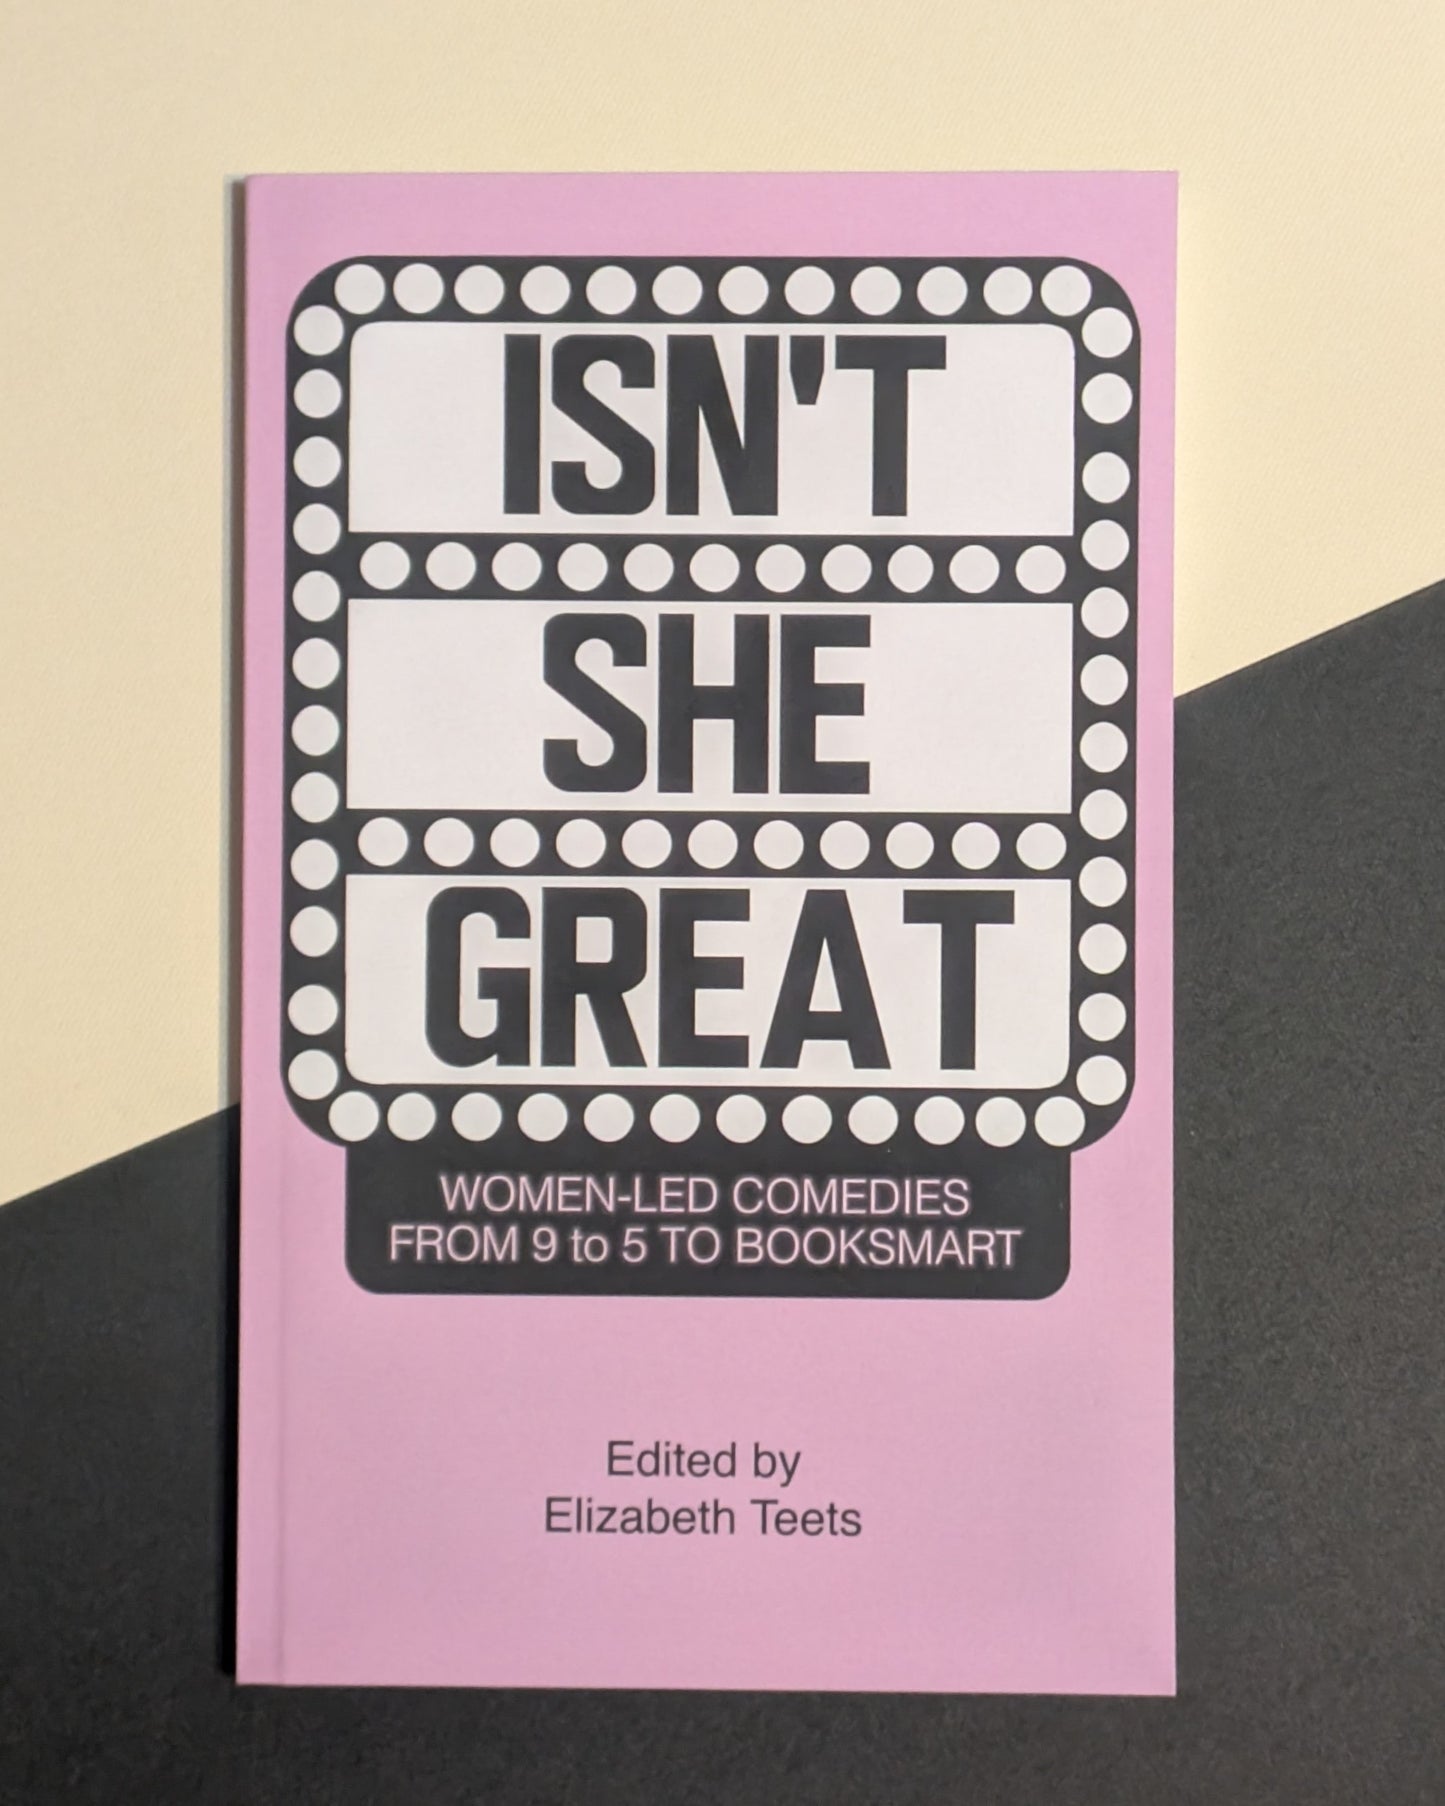 ISN'T
SHE
GREAT
WOMEN-LED COMEDIES
FROM 9 to 5 TO BOOKSMART
Edited by
Elizabeth Teets